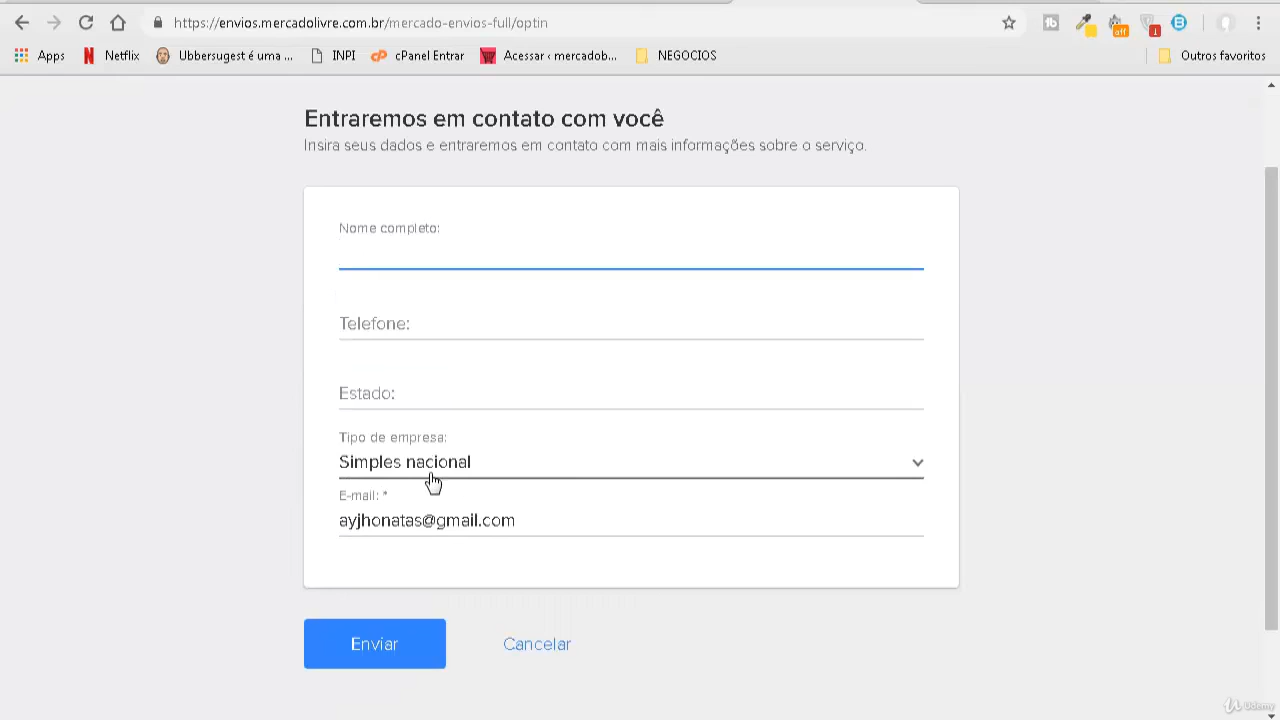 https://envios.mercadolivre.com.br/mercado-envios-full/optin
Apps Netflix Ubbersugest é uma ... INPI cPanel Entrar Acessar ‹ mercadob... NEGOCIOS Outros favoritos
Entraremos em contato com você
Insira seus dados e entraremos em contato com mais informações sobre o serviço.
Nome completo:
Telefone:
Estado:
Tipo de empresa:
Simples nacional
E-mail: *
ayjhonatas@gmail.com
Enviar Cancelar
Udemy